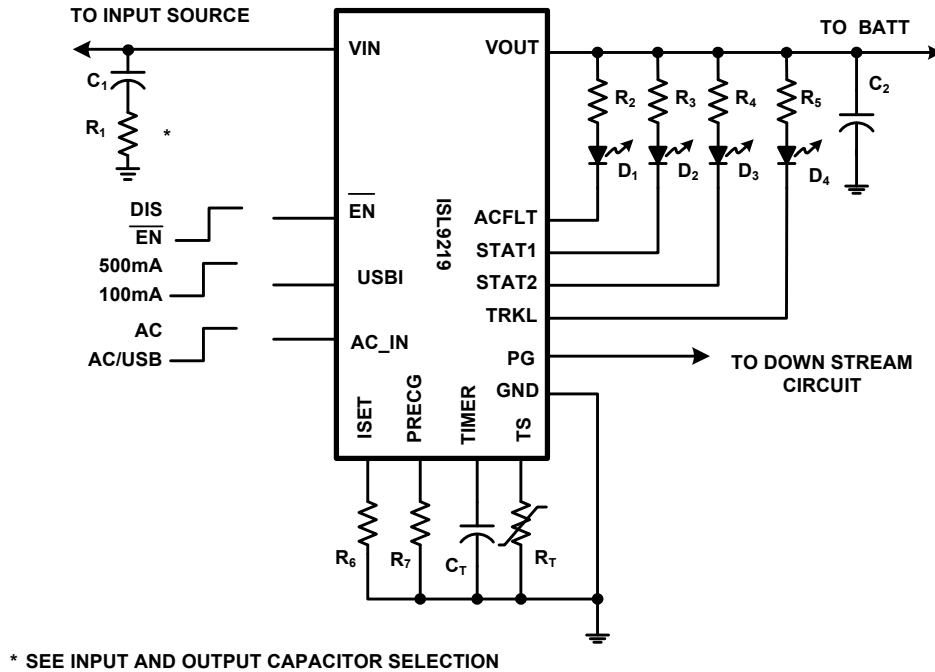 TO INPUT SOURCE
TO BATT
VIN
VOUT
C1
R1
*
R2
R3
R4
R5
C2
D1
D2
D3
D4
DIS
EN
EN
ISL9219
ACFLT
500mA
100mA
USBI
STAT1
STAT2
AC
AC/USB
AC_IN
TRKL
PG
TO DOWN STREAM
CIRCUIT
GND
ISET
PRECG
TIMER
TS
R6
R7
CT
RT
* SEE INPUT AND OUTPUT CAPACITOR SELECTION